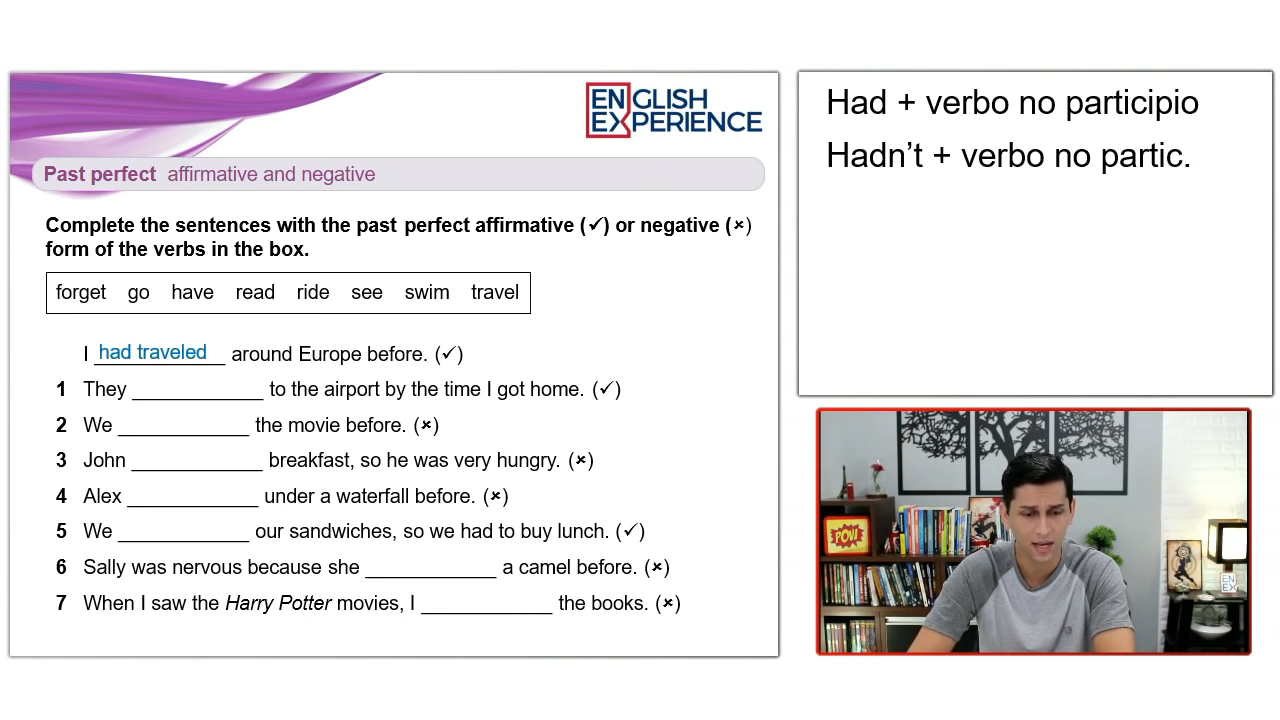 ENGLISH
EXPERIENCE
Past perfect affirmative and negative
Complete the sentences with the past perfect affirmative (✓) or negative (×)
form of the verbs in the box.
forget go have read ride see swim travel
I had traveled around Europe before. (✓)
1 They ____________ to the airport by the time I got home. (✓)
2 We ____________ the movie before. (×)
3 John ____________ breakfast, so he was very hungry. (×)
4 Alex ____________ under a waterfall before. (×)
5 We ____________ our sandwiches, so we had to buy lunch. (✓)
6 Sally was nervous because she ____________ a camel before. (×)
7 When I saw the Harry Potter movies, I ____________ the books. (×)
Had + verbo no participio
Hadn’t + verbo no partic.
POW!
EN
EX